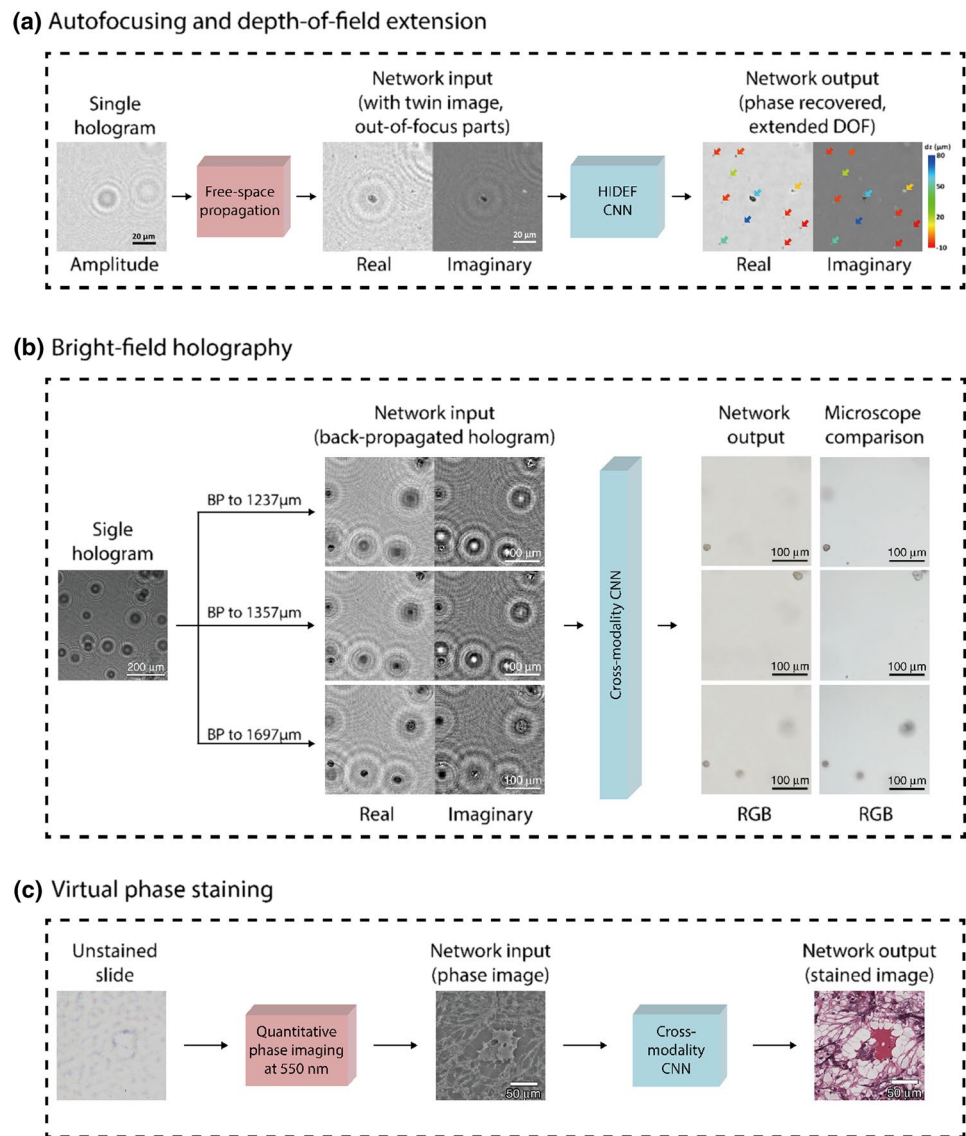 (a) Autofocusing and depth-of-field extension
Single
hologram
20 µm
Amplitude
Free-space
propagation
Network input
(with twin image,
out-of-focus parts)
20 µm
Real
Imaginary
HIDEF
CNN
Network output
(phase recovered,
extended DOF)
dz (µm)
80
50
20
-10
Real
Imaginary
(b) Bright-field holography
Sigle
hologram
200 µm
BP to 1237µm
BP to 1357µm
BP to 1697µm
Network input
(back-propagated hologram)
100 µm
100 µm
100 µm
Real
Imaginary
Cross-modality CNN
Network
output
Microscope
comparison
100 µm
100 µm
100 µm
100 µm
100 µm
100 µm
RGB
RGB
(c) Virtual phase staining
Unstained
slide
Quantitative
phase imaging
at 550 nm
Network input
(phase image)
50 µm
Cross-
modality
CNN
Network output
(stained image)
50 µm